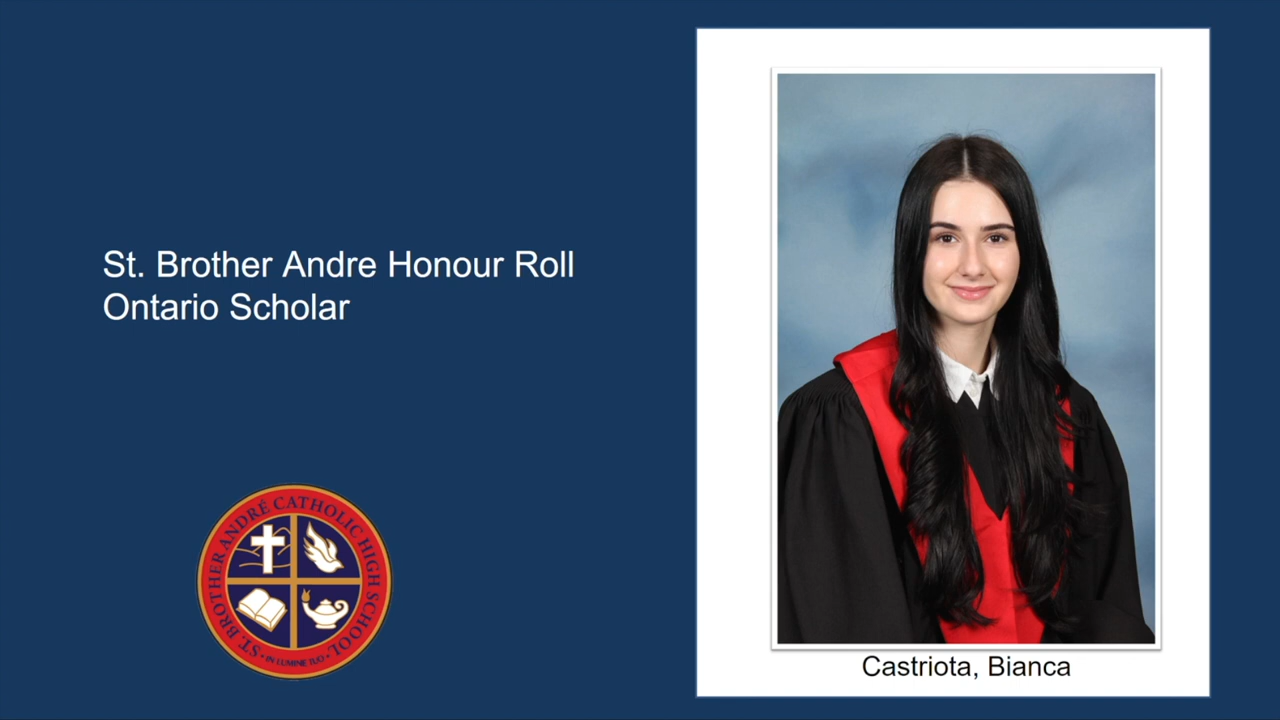 St. Brother Andre Honour Roll
Ontario Scholar
ST. BROTHER ANDRÉ CATHOLIC HIGH SCHOOL
IN LUMINE TUO
Castriota, Bianca